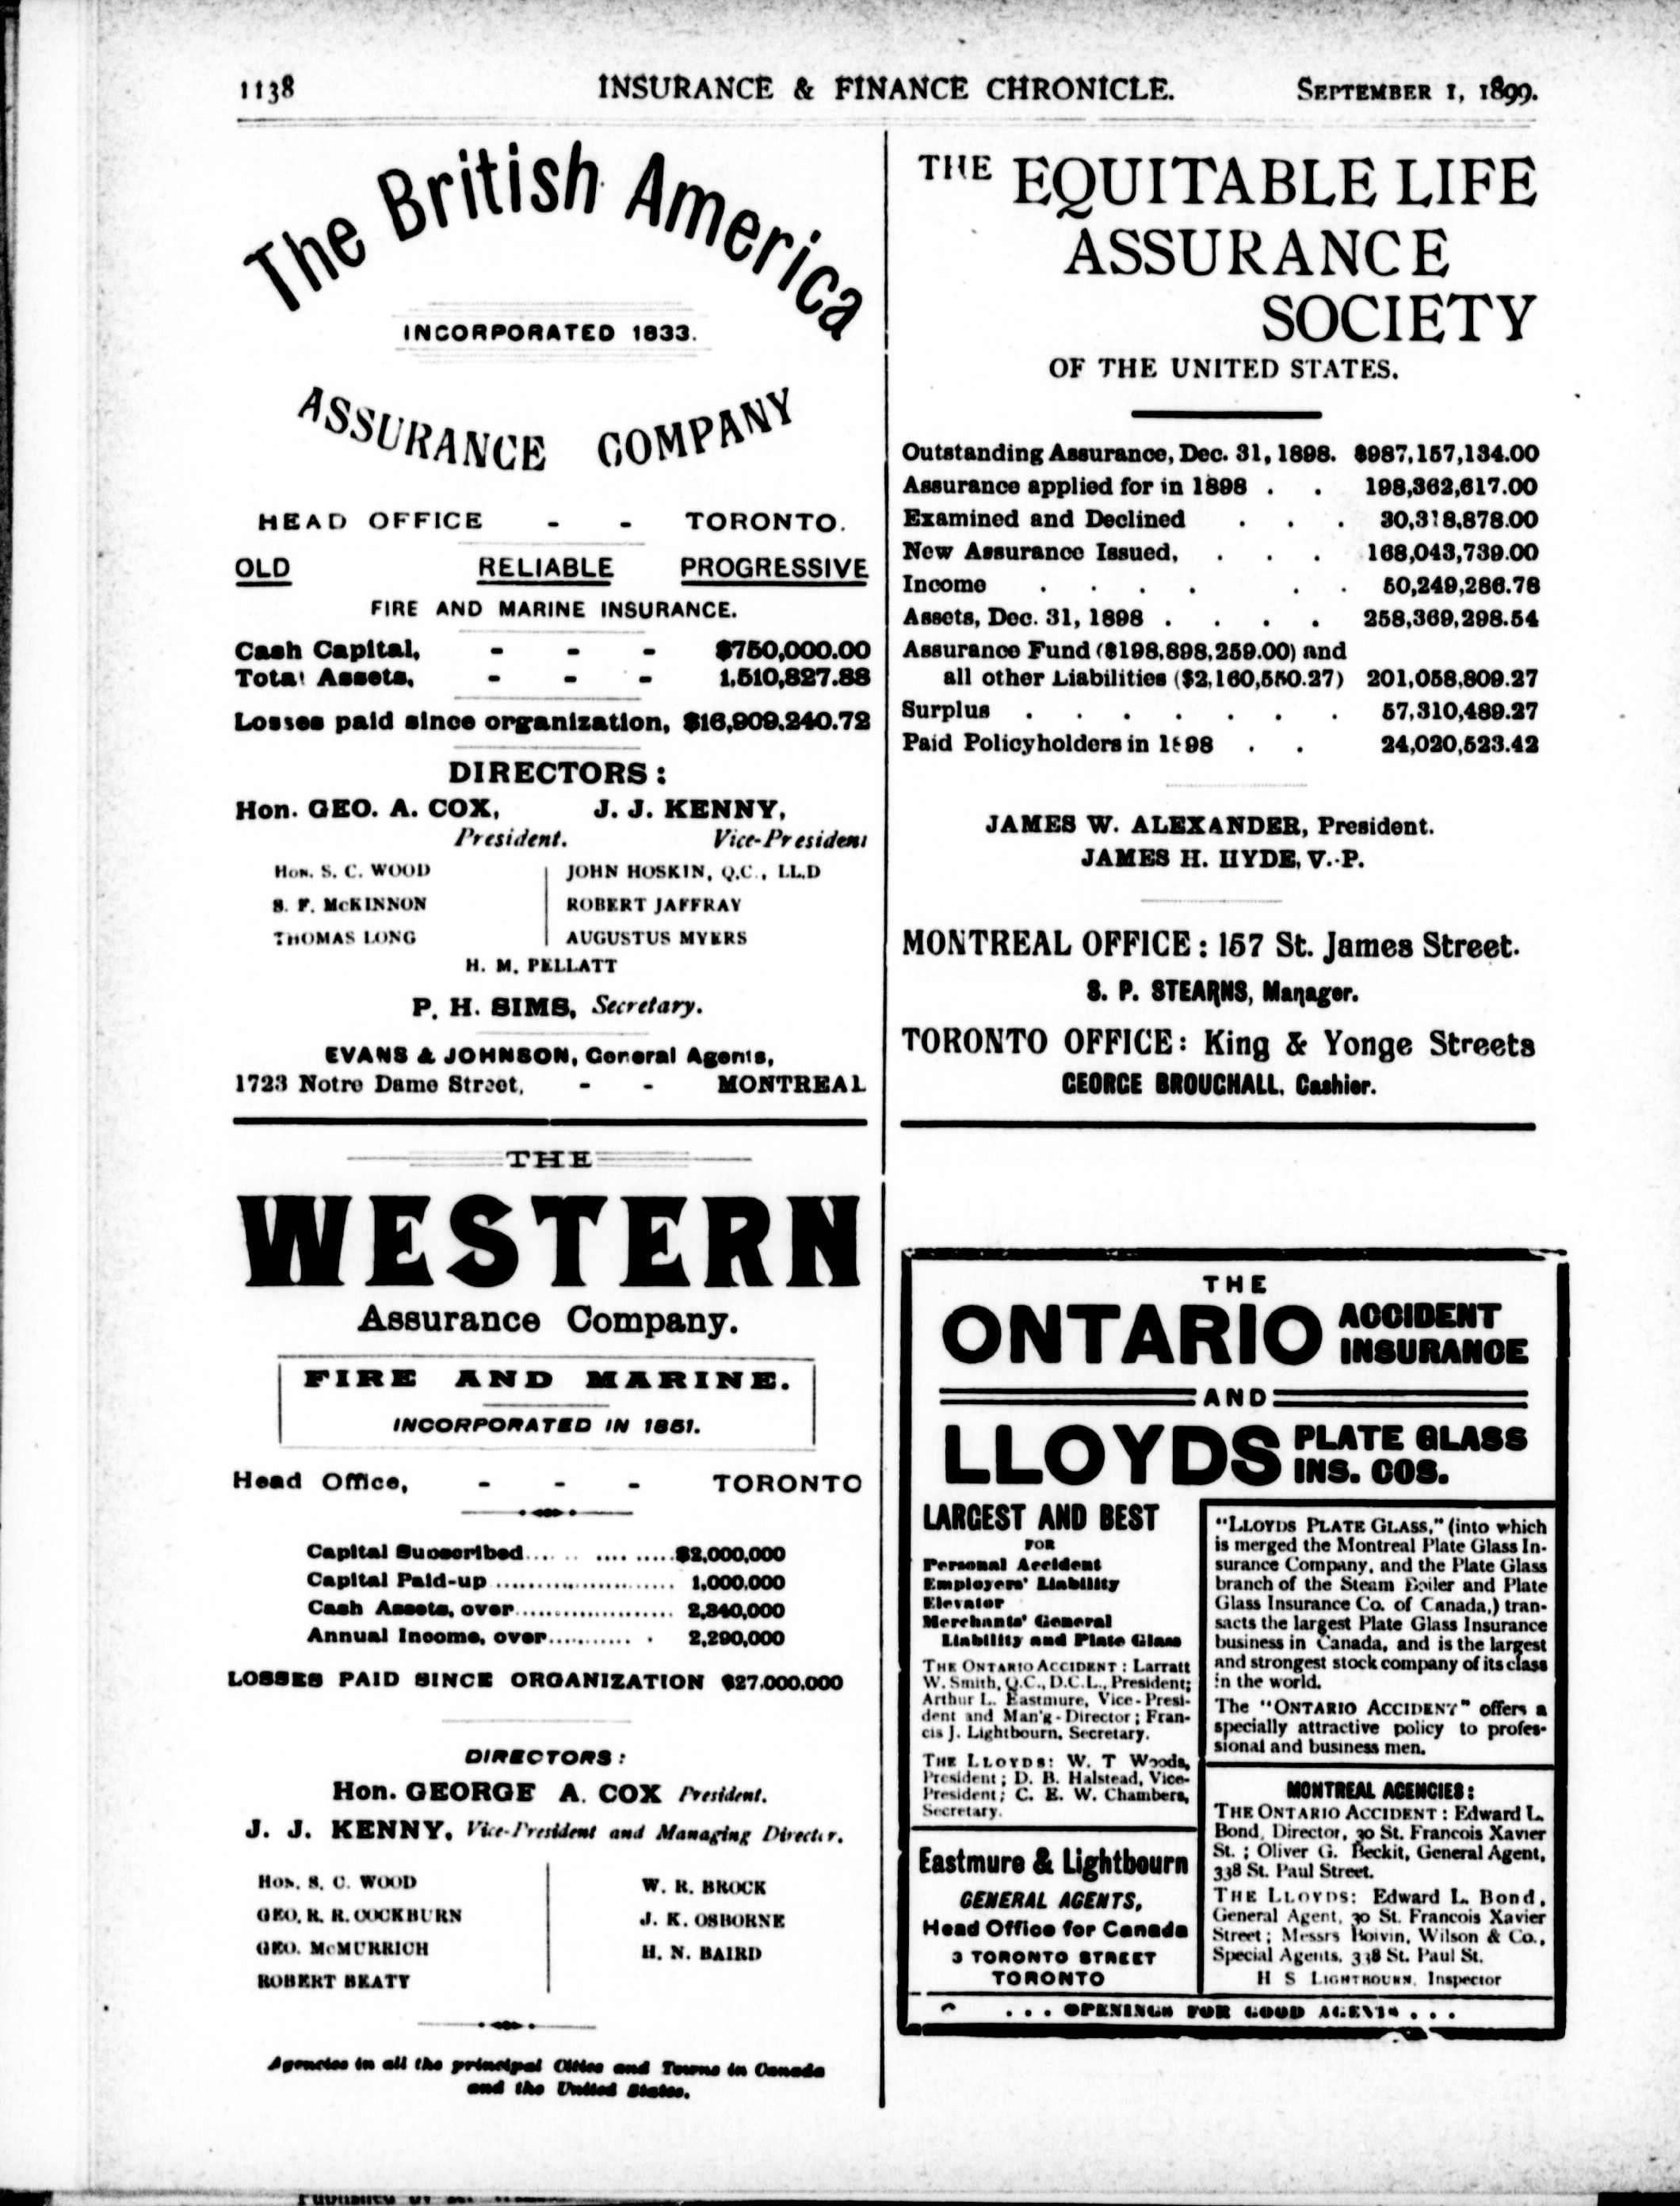 1138 INSURANCE & FINANCE CHRONICLE. SEPTEMBER 1, 1899.
The British America
INCORPORATED 1833.
ASSURANCE COMPANY
HEAD OFFICE - - TORONTO.
OLD RELIABLE PROGRESSIVE
FIRE AND MARINE INSURANCE.
Cash Capital, - - - $750,000.00
Total Assets, - - - 1,510,827.88
Losses paid since organization, $16,909,240.72
DIRECTORS:
Hon. GEO. A. COX, J. J. KENNY,
President. Vice-President
Hon. S. C. WOOD JOHN HOSKIN, Q.C., LL.D
S. F. McKINNON ROBERT JAFFRAY
THOMAS LONG AUGUSTUS MYERS
H. M. PELLATT
P. H. SIMS, Secretary.
EVANS & JOHNSON, General Agents,
1723 Notre Dame Street, - - MONTREAL
THE
WESTERN
Assurance Company.
FIRE AND MARINE.
INCORPORATED IN 1851.
Head Office, - - - TORONTO
Capital Subscribed.... .. .... .....$2,000,000
Capital Paid-up ........................ 1,000,000
Cash Assets, over..................... 2,340,000
Annual Income, over........... . 2,290,000
LOSSES PAID SINCE ORGANIZATION $27,000,000
DIRECTORS:
Hon. GEORGE A. COX President.
J. J. KENNY, Vice-President and Managing Director.
Hon. S. C. WOOD W. R. BROCK
GEO. R. R. COCKBURN J. K. OSBORNE
GEO. McMURRICH H. N. BAIRD
ROBERT BEATY
Agencies in all the principal Cities and Towns in Canada
and the United States.
THE EQUITABLE LIFE
ASSURANCE
SOCIETY
OF THE UNITED STATES.
Outstanding Assurance, Dec. 31, 1898. $987,157,134.00
Assurance applied for in 1898 . . 198,362,617.00
Examined and Declined . . . 30,318,878.00
New Assurance Issued, . . . 168,043,739.00
Income . . . . . . 50,249,286.78
Assets, Dec. 31, 1898 . . . . 258,369,298.54
Assurance Fund ($198,898,259.00) and
all other Liabilities ($2,160,550.27) 201,058,809.27
Surplus . . . . . . . 57,310,489.27
Paid Policyholders in 1898 . . 24,020,523.42
JAMES W. ALEXANDER, President.
JAMES H. HYDE, V.-P.
MONTREAL OFFICE: 157 St. James Street.
S. P. STEARNS, Manager.
TORONTO OFFICE: King & Yonge Streets
GEORGE BROUGHALL, Cashier.
THE
ONTARIO ACCIDENT
INSURANCE
AND
LLOYDS PLATE GLASS
INS. COS.
LARGEST AND BEST
FOR
Personal Accident
Employers' Liability
Elevator
Merchants' General
Liability and Plate Glass
THE ONTARIO ACCIDENT: Larratt
W. Smith, Q.C., D.C.L., President;
Arthur L. Eastmure, Vice-Presi-
dent and Man'g-Director; Fran-
cis J. Lightbourn, Secretary.
THE LLOYDS: W. T Woods,
President; D. B. Halstead, Vice-
President; C. E. W. Chambers,
Secretary.
Eastmure & Lightbourn
GENERAL AGENTS,
Head Office for Canada
3 TORONTO STREET
TORONTO
"LLOYDS PLATE GLASS," (into which
is merged the Montreal Plate Glass In-
surance Company, and the Plate Glass
branch of the Steam Boiler and Plate
Glass Insurance Co. of Canada,) tran-
sacts the largest Plate Glass Insurance
business in Canada, and is the largest
and strongest stock company of its class
in the world.
The "ONTARIO ACCIDENT" offers a
specially attractive policy to profes-
sional and business men.
MONTREAL AGENCIES:
THE ONTARIO ACCIDENT: Edward L.
Bond, Director, 30 St. Francois Xavier
St.; Oliver G. Beckit, General Agent,
338 St. Paul Street.
THE LLOYDS: Edward L. Bond,
General Agent, 30 St. Francois Xavier
Street; Messrs Boivin, Wilson & Co.,
Special Agents, 338 St. Paul St.
H S LIGHTBOURN, Inspector
. . . OPENINGS FOR GOOD AGENTS . . .